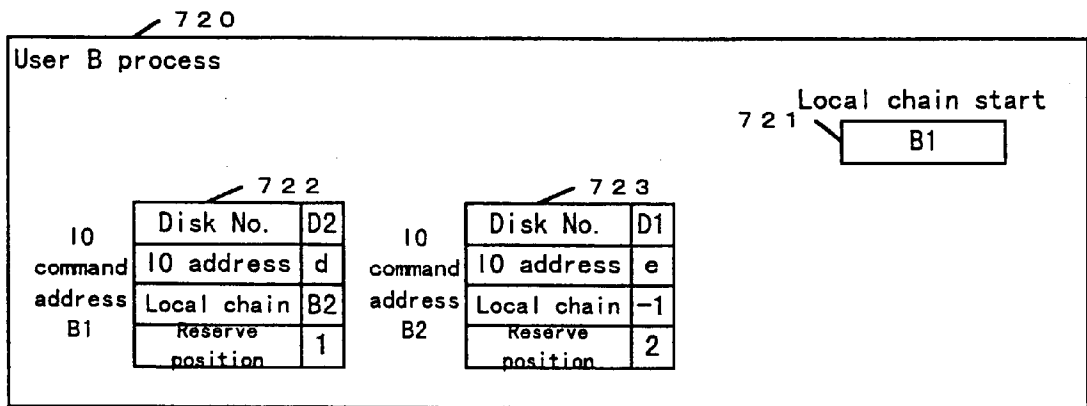 720
User B process
Local chain start
721
B1
722
723
IO
command
address
B1
Disk No. D2
IO address d
Local chain B2
Reserve
position 1
IO
command
address
B2
Disk No. D1
IO address e
Local chain -1
Reserve
position 2